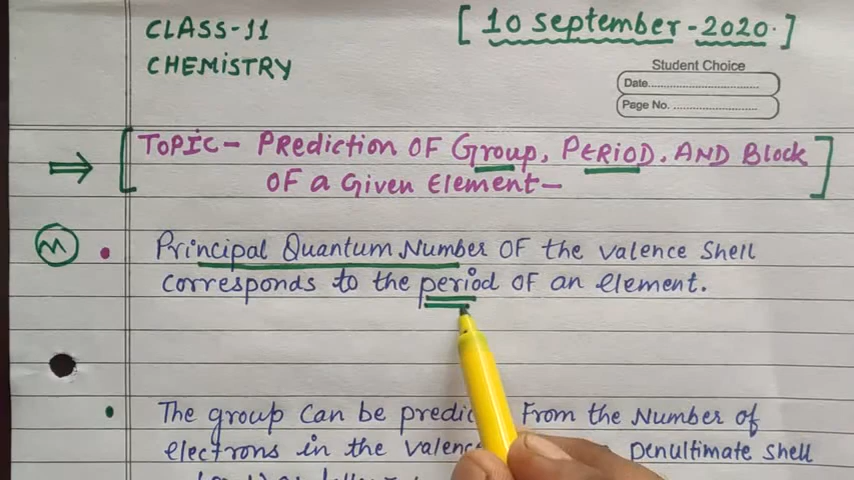 CLASS-11
[ 10 September-2020. ]
CHEMISTRY
Student Choice
Date
Page No.
[ TOPIC- PREdiction OF Group, PERIOD, AND Block
OF a Given Element- ]
M • Principal Quantum Number OF the valence shell
corresponds to the period OF an element.
• The group can be From the Number of
electrons in the penultimate shell